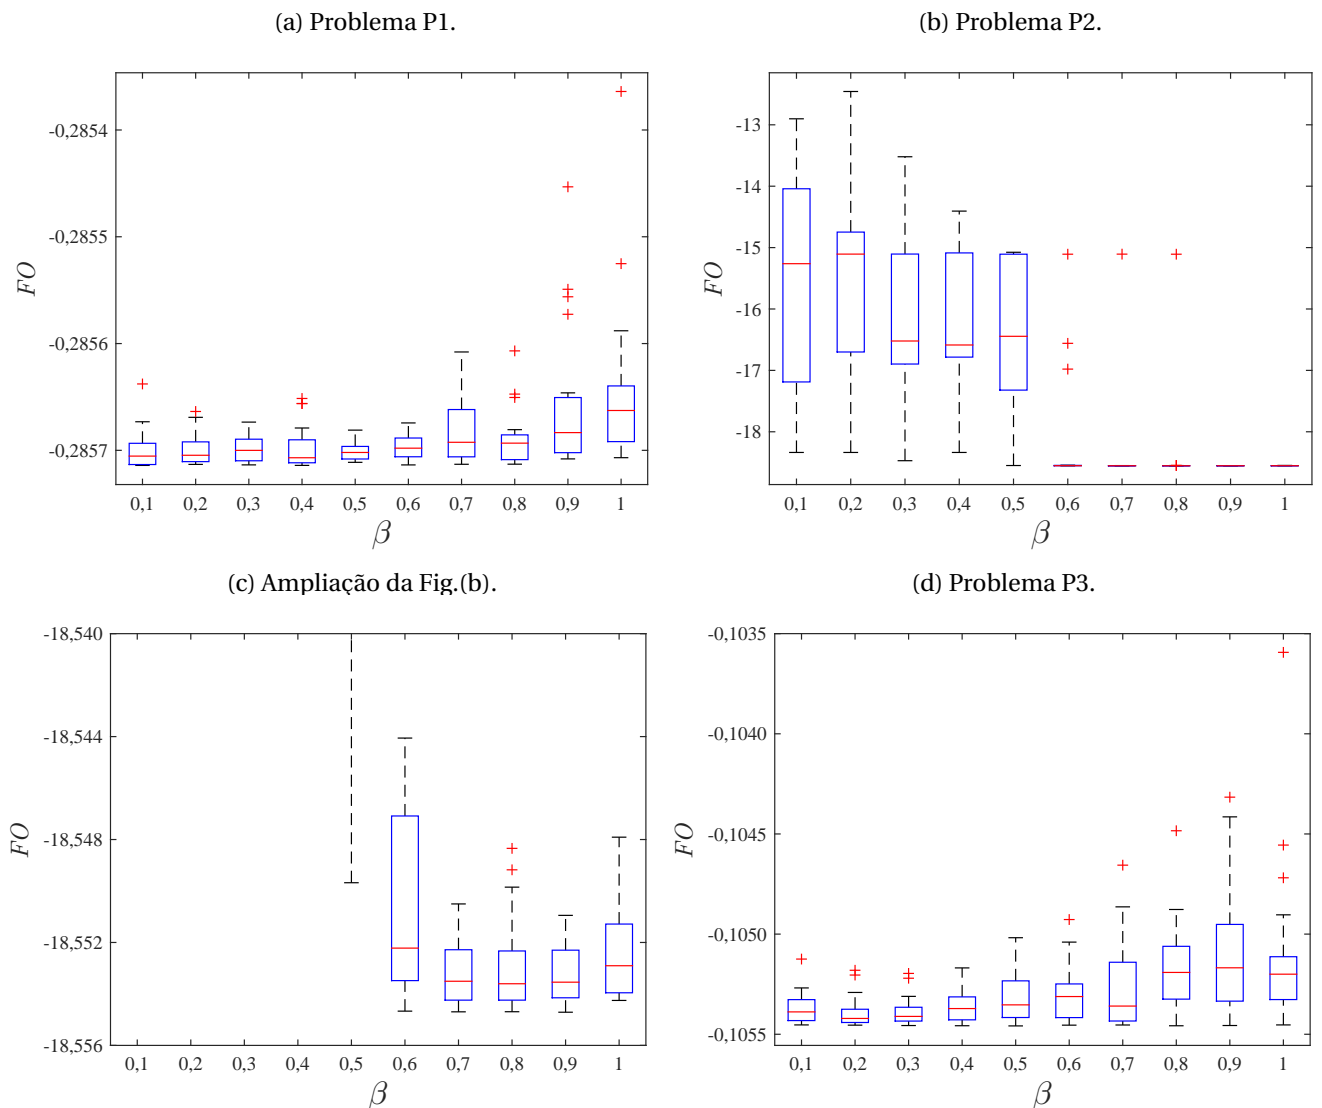 (a) Problema P1.
-0,2854
-0,2855
-0,2856
-0,2857
FO
0,1 0,2 0,3 0,4 0,5 0,6 0,7 0,8 0,9 1
β
(b) Problema P2.
-13
-14
-15
-16
-17
-18
FO
0,1 0,2 0,3 0,4 0,5 0,6 0,7 0,8 0,9 1
β
(c) Ampliação da Fig.(b).
-18,540
-18,544
-18,548
-18,552
-18,556
FO
0,1 0,2 0,3 0,4 0,5 0,6 0,7 0,8 0,9 1
β
(d) Problema P3.
-0,1035
-0,1040
-0,1045
-0,1050
-0,1055
FO
0,1 0,2 0,3 0,4 0,5 0,6 0,7 0,8 0,9 1
β